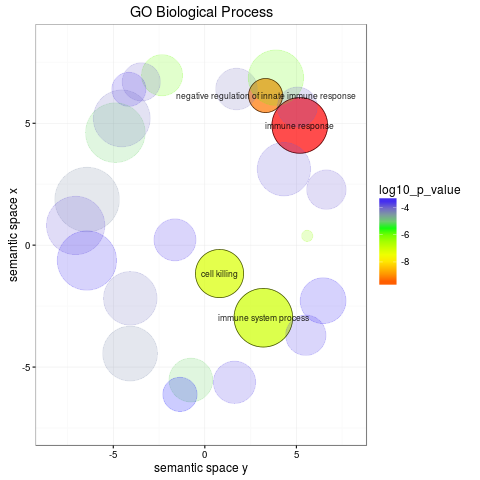 GO Biological Process
negative regulation of innate immune response
immune response
cell killing
immune system process
5
0
-5
-5
0
5
semantic space x
semantic space y
log10_p_value
-4
-6
-8